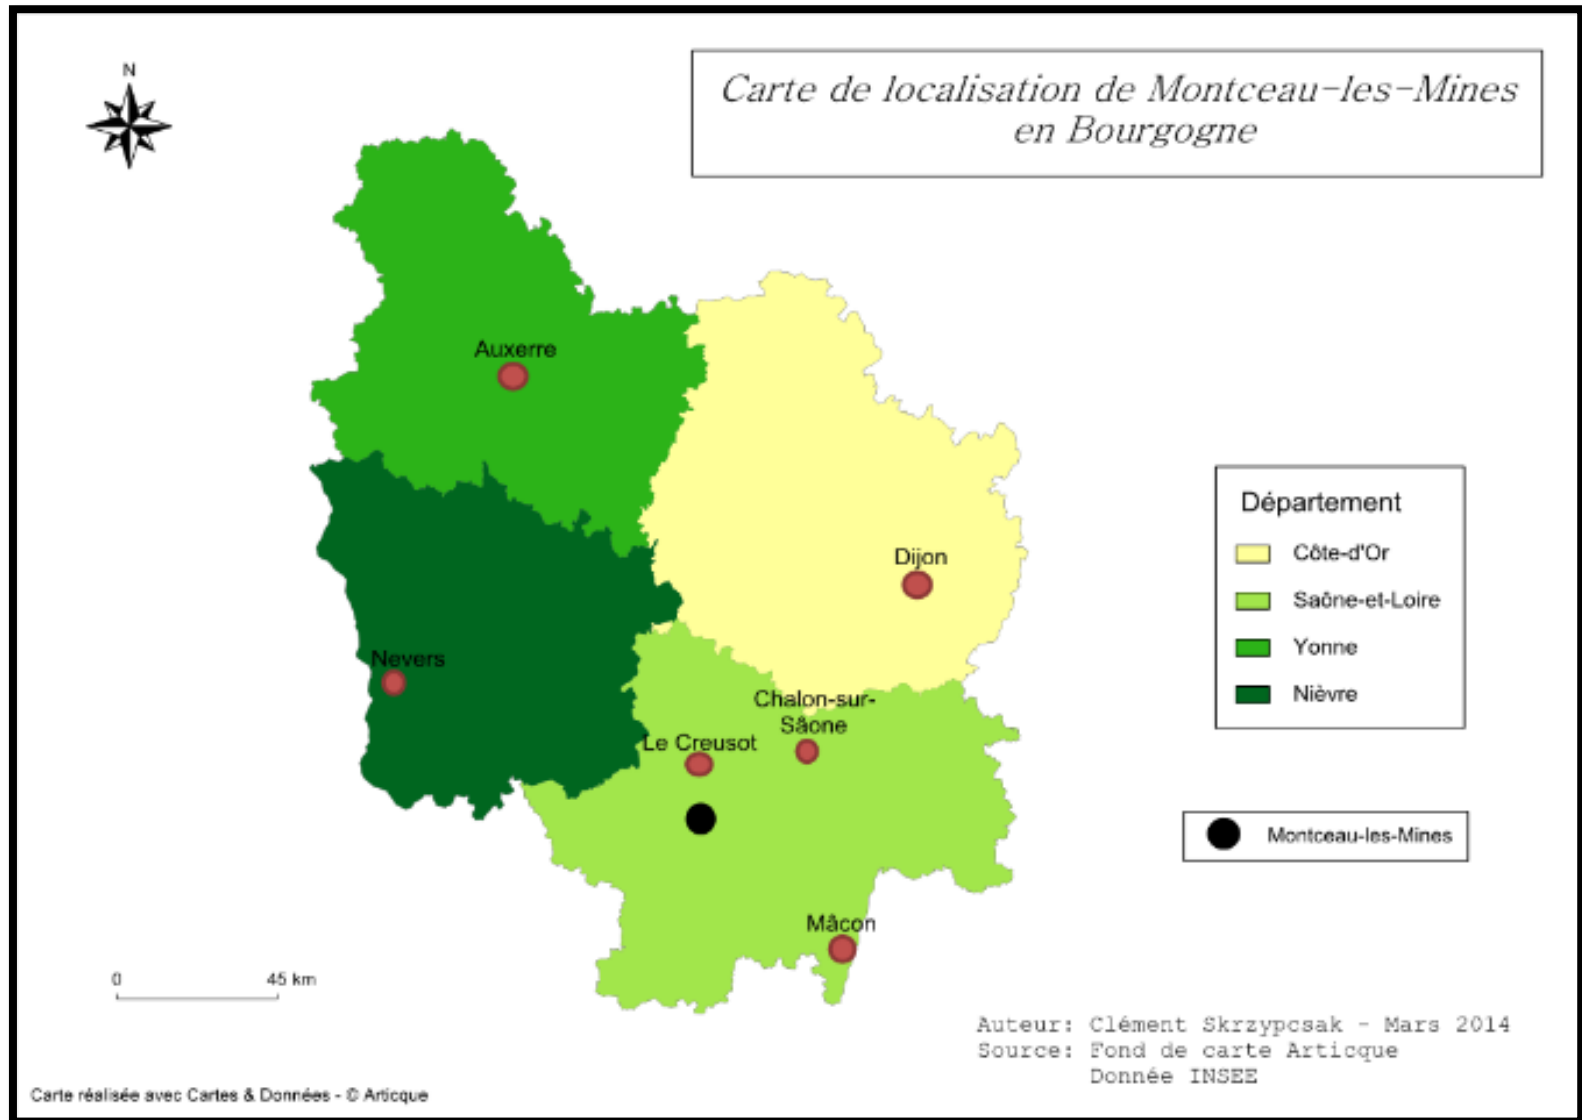 N
Carte de localisation de Montceau-les-Mines
en Bourgogne
Auxerre
Dijon
Nevers
Chalon-sur-
Sâone
Le Creusot
Mâcon
Département
Côte-d'Or
Saône-et-Loire
Yonne
Nièvre
Montceau-les-Mines
0 45 km
Auteur: Clément Skrzypcsak - Mars 2014
Source: Fond de carte Articque
Donnée INSEE
Carte réalisée avec Cartes & Données - © Articque